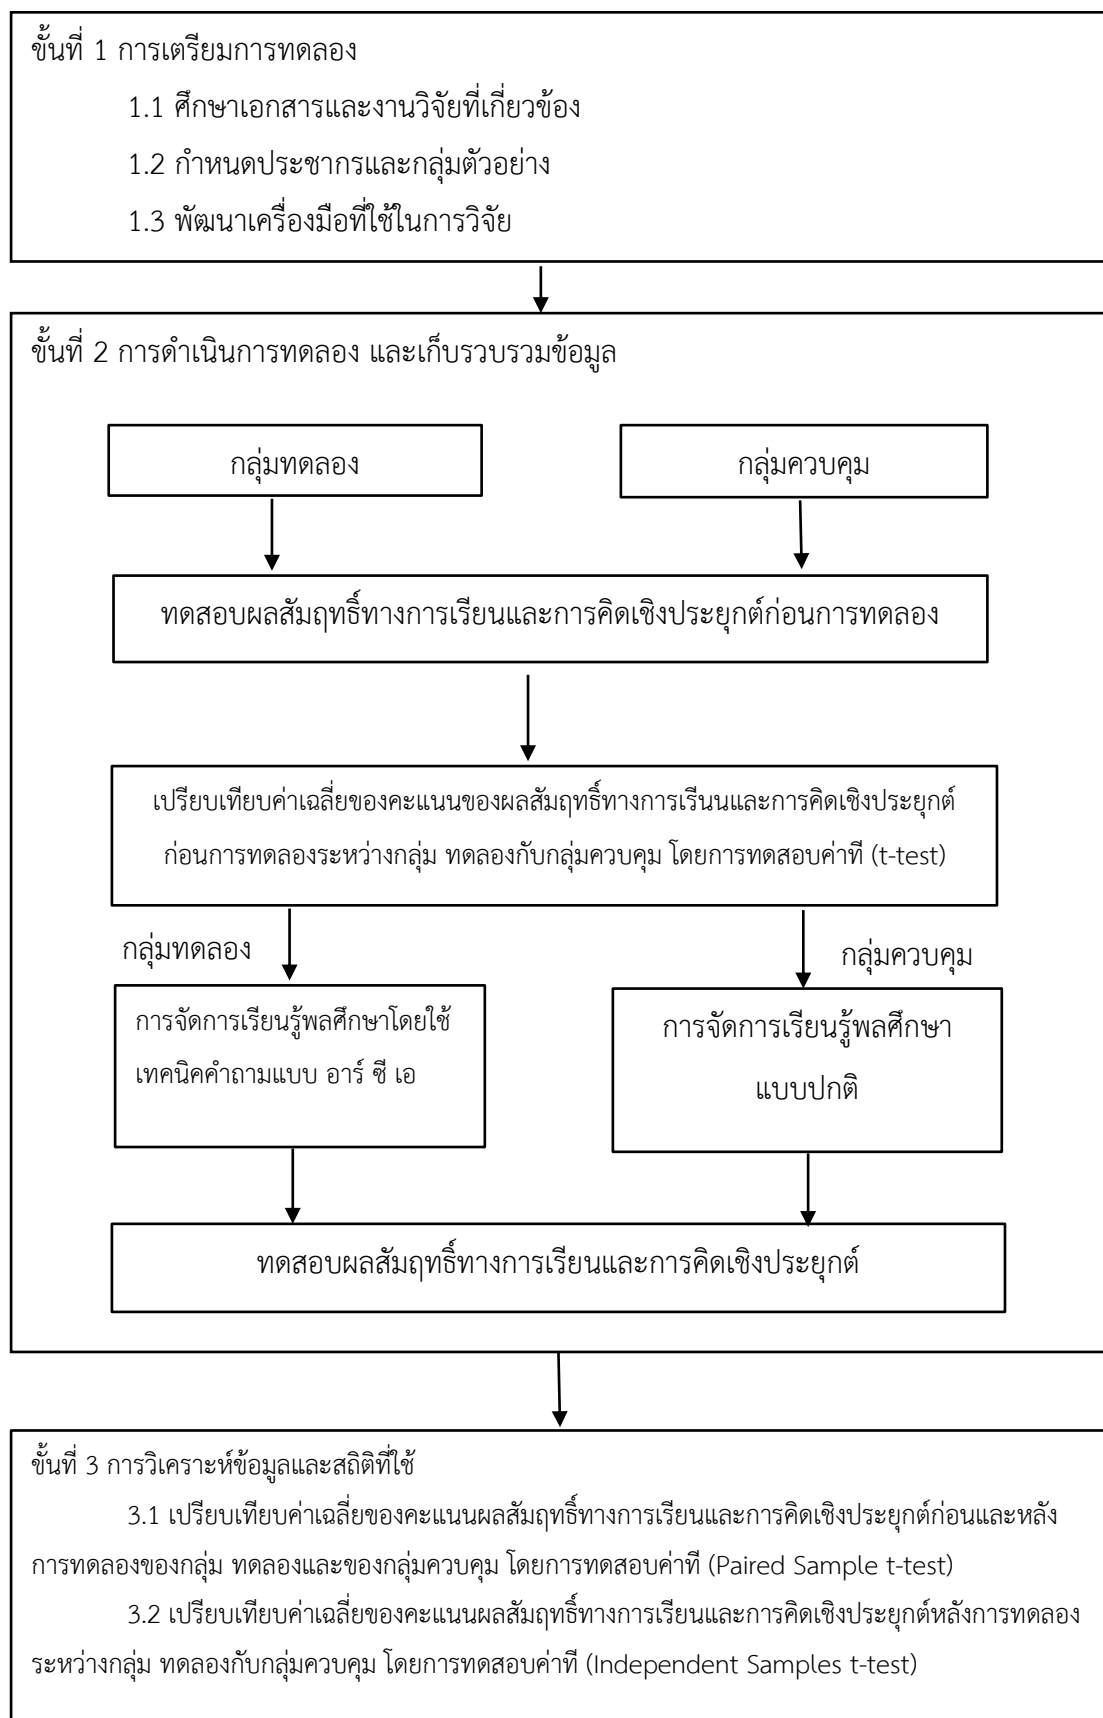 ขั้นที่ 1 การเตรียมการทดลอง
1.1 ศึกษาเอกสารและงานวิจัยที่เกี่ยวข้อง
1.2 กำหนดประชากรและกลุ่มตัวอย่าง
1.3 พัฒนาเครื่องมือที่ใช้ในการวิจัย
ขั้นที่ 2 การดำเนินการทดลอง และเก็บรวบรวมข้อมูล
กลุ่มทดลอง
กลุ่มควบคุม
ทดสอบผลสัมฤทธิ์ทางการเรียนและการคิดเชิงประยุกต์ก่อนการทดลอง
เปรียบเทียบค่าเฉลี่ยของคะแนนของผลสัมฤทธิ์ทางการเรีนนและการคิดเชิงประยุกต์
ก่อนการทดลองระหว่างกลุ่ม ทดลองกับกลุ่มควบคุม โดยการทดสอบค่าที (t-test)
กลุ่มทดลอง
กลุ่มควบคุม
การจัดการเรียนรู้พลศึกษาโดยใช้
เทคนิคคำถามแบบ อาร์ ซี เอ
การจัดการเรียนรู้พลศึกษา
แบบปกติ
ทดสอบผลสัมฤทธิ์ทางการเรียนและการคิดเชิงประยุกต์
ขั้นที่ 3 การวิเคราะห์ข้อมูลและสถิติที่ใช้
3.1 เปรียบเทียบค่าเฉลี่ยของคะแนนผลสัมฤทธิ์ทางการเรียนและการคิดเชิงประยุกต์ก่อนและหลัง
การทดลองของกลุ่ม ทดลองและของกลุ่มควบคุม โดยการทดสอบค่าที (Paired Sample t-test)
3.2 เปรียบเทียบค่าเฉลี่ยของคะแนนผลสัมฤทธิ์ทางการเรียนและการคิดเชิงประยุกต์หลังการทดลอง
ระหว่างกลุ่ม ทดลองกับกลุ่มควบคุม โดยการทดสอบค่าที (Independent Samples t-test)